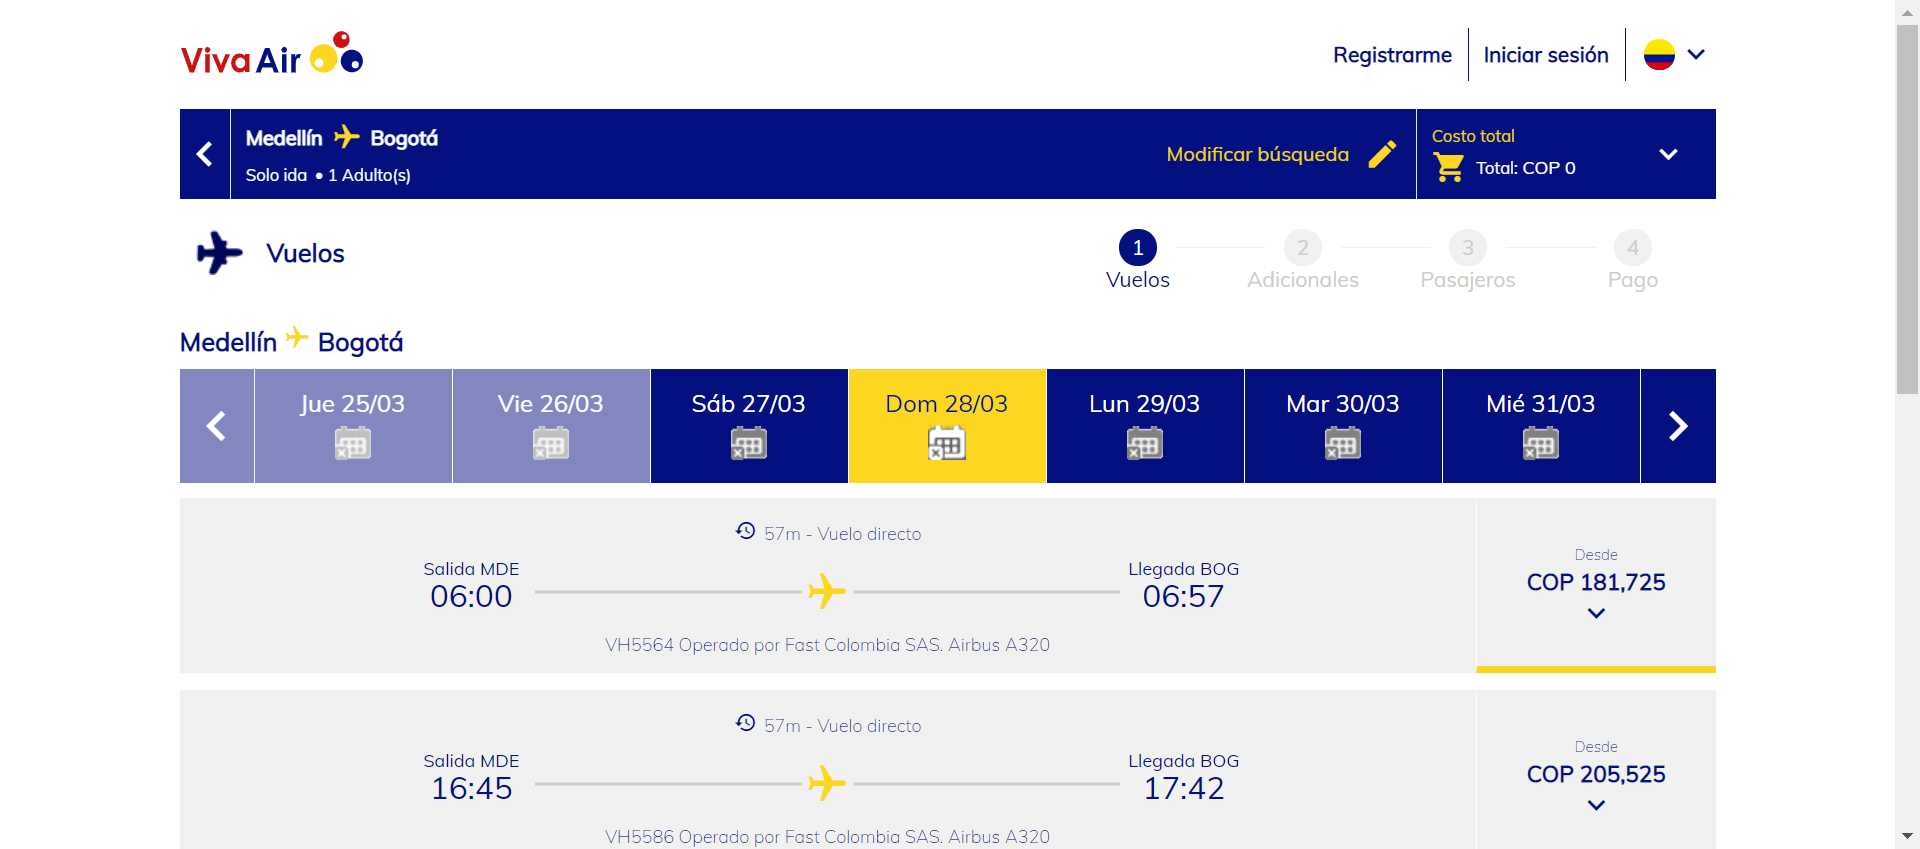 Viva Air
Registrarme
Iniciar sesión
Medellín Bogotá
Solo ida • 1 Adulto(s)
Modificar búsqueda
Costo total
Total: COP 0
Vuelos
1
Vuelos
2
Adicionales
3
Pasajeros
4
Pago
Medellín Bogotá
Jue 25/03
Vie 26/03
Sáb 27/03
Dom 28/03
Lun 29/03
Mar 30/03
Mié 31/03
57m - Vuelo directo
Salida MDE
06:00
Llegada BOG
06:57
VH5564 Operado por Fast Colombia SAS. Airbus A320
Desde
COP 181,725
57m - Vuelo directo
Salida MDE
16:45
Llegada BOG
17:42
VH5586 Operado por Fast Colombia SAS. Airbus A320
Desde
COP 205,525